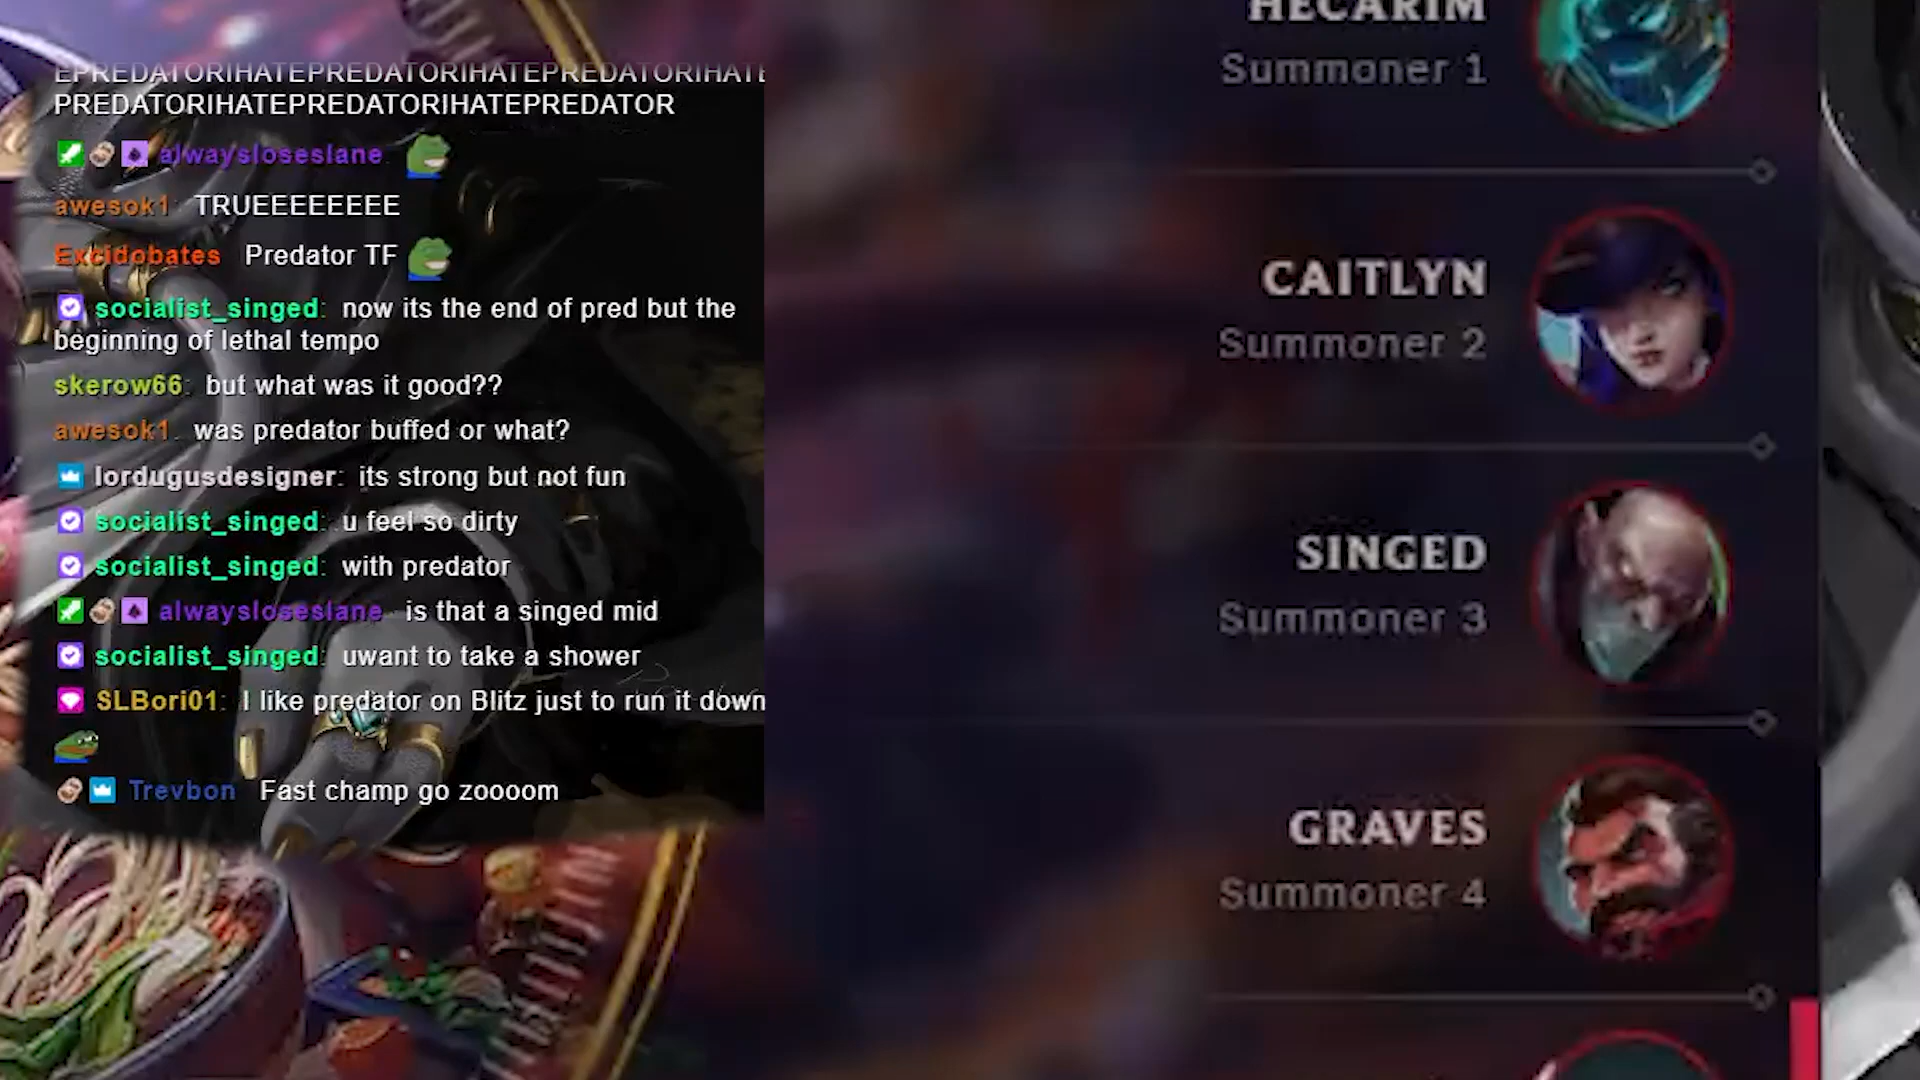 EPREDATORIHATEPREDATORIHATEPREDATORIHATE
PREDATORIHATEPREDATORIHATEPREDATOR
alwaysloseslane:
awesok1: TRUEEEEEEEE
Excidobates: Predator TF
socialist_singed: now its the end of pred but the
beginning of lethal tempo
skerow66: but what was it good??
awesok1: was predator buffed or what?
lordugusdesigner: its strong but not fun
socialist_singed: u feel so dirty
socialist_singed: with predator
alwaysloseslane: is that a singed mid
socialist_singed: uwant to take a shower
SLBori01: I like predator on Blitz just to run it down
Trevbon: Fast champ go zoooom
HECARIM
Summoner 1
CAITLYN
Summoner 2
SINGED
Summoner 3
GRAVES
Summoner 4